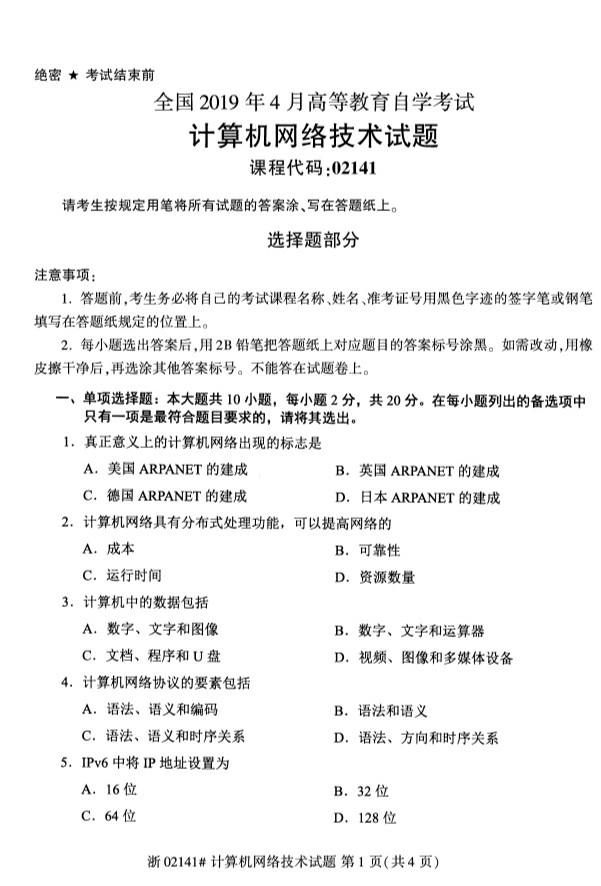 绝密 ★ 考试结束前
全国 2019 年 4 月高等教育自学考试
计算机网络技术试题
课程代码:02141
请考生按规定用笔将所有试题的答案涂、写在答题纸上。
选择题部分
注意事项:
1. 答题前,考生务必将自己的考试课程名称、姓名、准考证号用黑色字迹的签字笔或钢笔
填写在答题纸规定的位置上。
2. 每小题选出答案后,用 2B 铅笔把答题纸上对应题目的答案标号涂黑。如需改动,用橡
皮擦干净后,再选涂其他答案标号。不能答在试题卷上。
一、单项选择题:本大题共 10 小题,每小题 2 分,共 20 分。在每小题列出的备选项中
只有一项是最符合题目要求的,请将其选出。
1. 真正意义上的计算机网络出现的标志是
A. 美国 ARPANET 的建成 B. 英国 ARPANET 的建成
C. 德国 ARPANET 的建成 D. 日本 ARPANET 的建成
2. 计算机网络具有分布式处理功能,可以提高网络的
A. 成本 B. 可靠性
C. 运行时间 D. 资源数量
3. 计算机中的数据包括
A. 数字、文字和图像 B. 数字、文字和运算器
C. 文档、程序和 U 盘 D. 视频、图像和多媒体设备
4. 计算机网络协议的要素包括
A. 语法、语义和编码 B. 语法和语义
C. 语法、语义和时序关系 D. 语法、方向和时序关系
5. IPv6 中将 IP 地址设置为
A. 16 位 B. 32 位
C. 64 位 D. 128 位
浙 02141# 计算机网络技术试题 第 1 页(共 4 页)